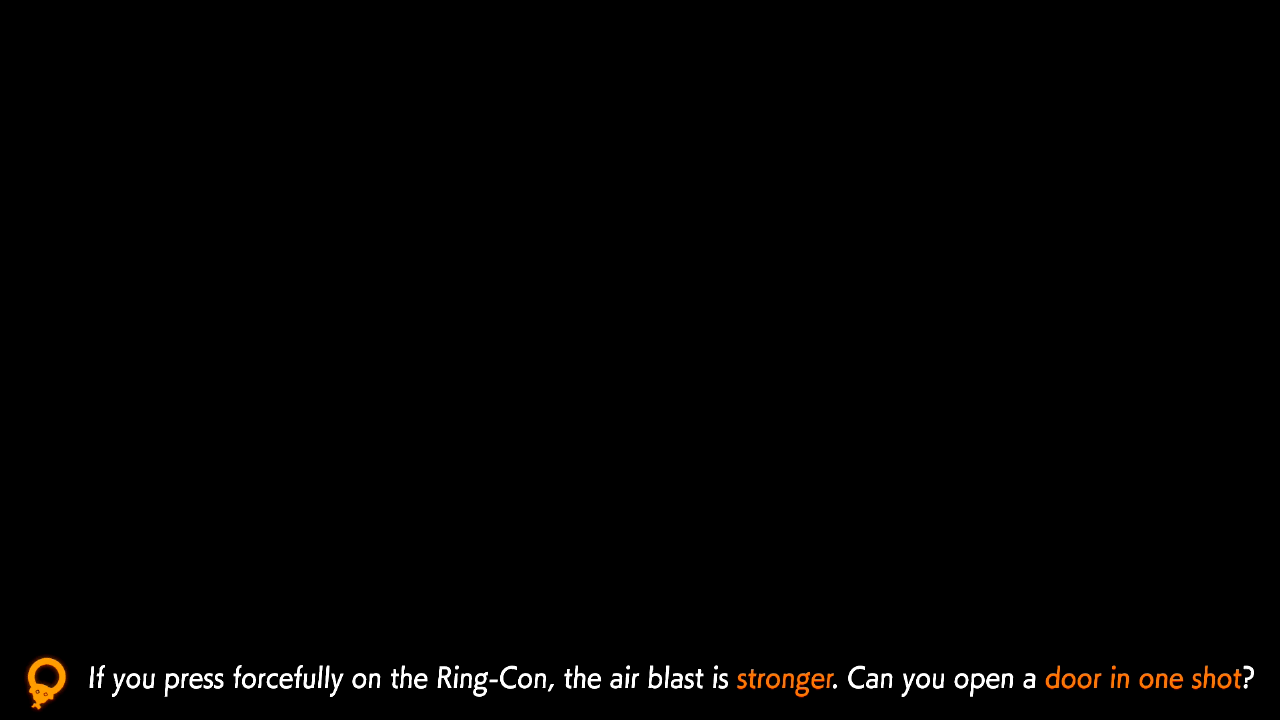 If you press forcefully on the Ring-Con, the air blast is stronger. Can you open a door in one shot?